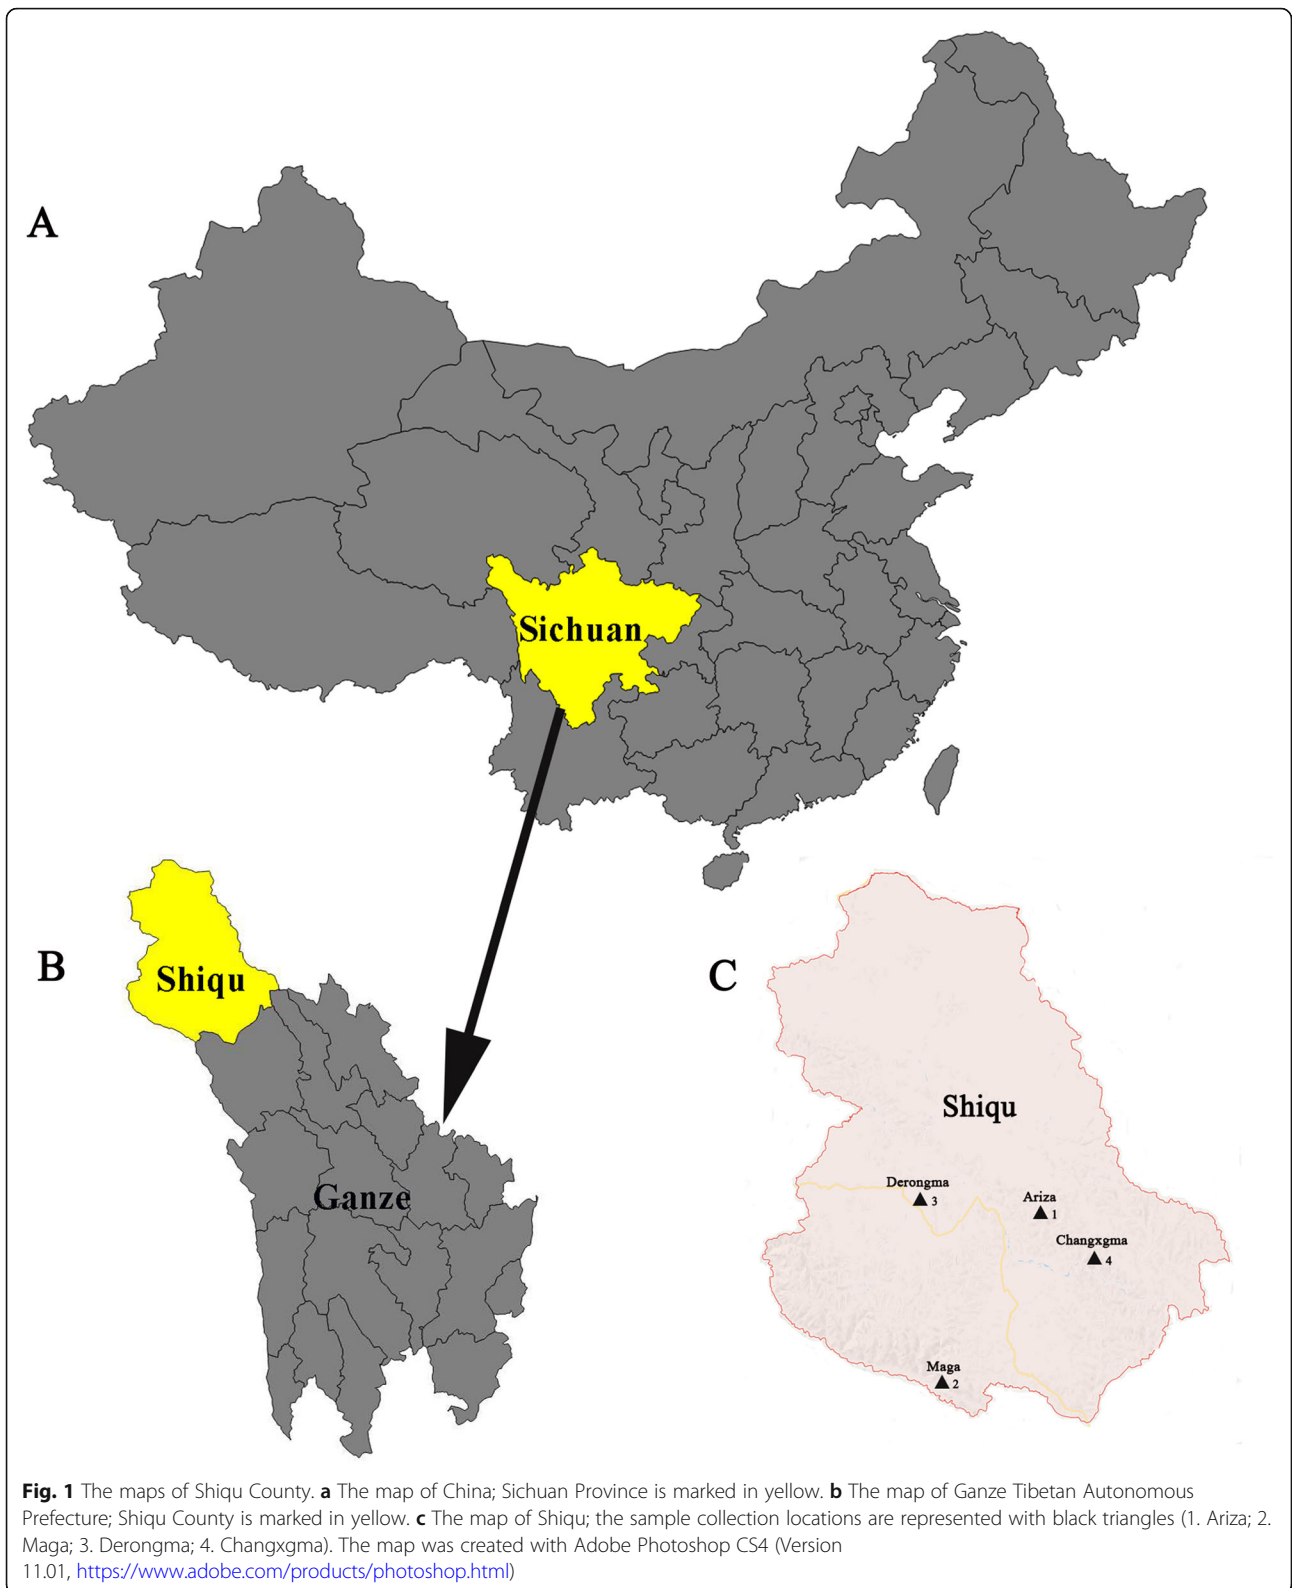 A
Sichuan
B
Shiqu
Ganze
C
Shiqu
Derongma
3
Ariza
1
Changxgma
4
Maga
2
Fig. 1 The maps of Shiqu County. a The map of China; Sichuan Province is marked in yellow. b The map of Ganze Tibetan Autonomous
Prefecture; Shiqu County is marked in yellow. c The map of Shiqu; the sample collection locations are represented with black triangles (1. Ariza; 2.
Maga; 3. Derongma; 4. Changxgma). The map was created with Adobe Photoshop CS4 (Version
11.01, https://www.adobe.com/products/photoshop.html)